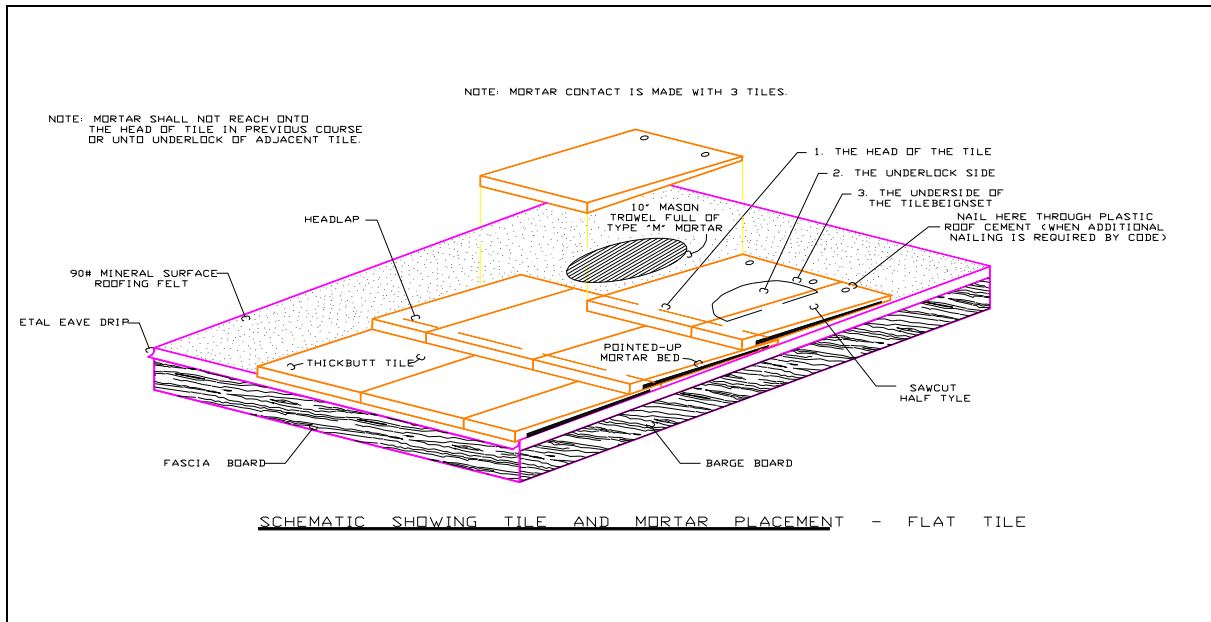 NOTE: MORTAR CONTACT IS MADE WITH 3 TILES.
NOTE: MORTAR SHALL NOT REACH ONTO
THE HEAD OF TILE IN PREVIOUS COURSE
OR UNTO UNDERLOCK OF ADJACENT TILE.
1. THE HEAD OF THE TILE
2. THE UNDERLOCK SIDE
3. THE UNDERSIDE OF
THE TILEBEIGNSET
10" MASON
TROWEL FULL OF
TYPE "M" MORTAR
HEADLAP
NAIL HERE THROUGH PLASTIC
ROOF CEMENT (WHEN ADDITIONAL
NAILING IS REQUIRED BY CODE)
90# MINERAL SURFACE
ROOFING FELT
ETAL EAVE DRIP
THICKBUTT TILE
POINTED-UP
MORTAR BED
SAWCUT
HALF TYLE
FASCIA BOARD
BARGE BOARD
SCHEMATIC SHOWING TILE AND MORTAR PLACEMENT - FLAT TILE